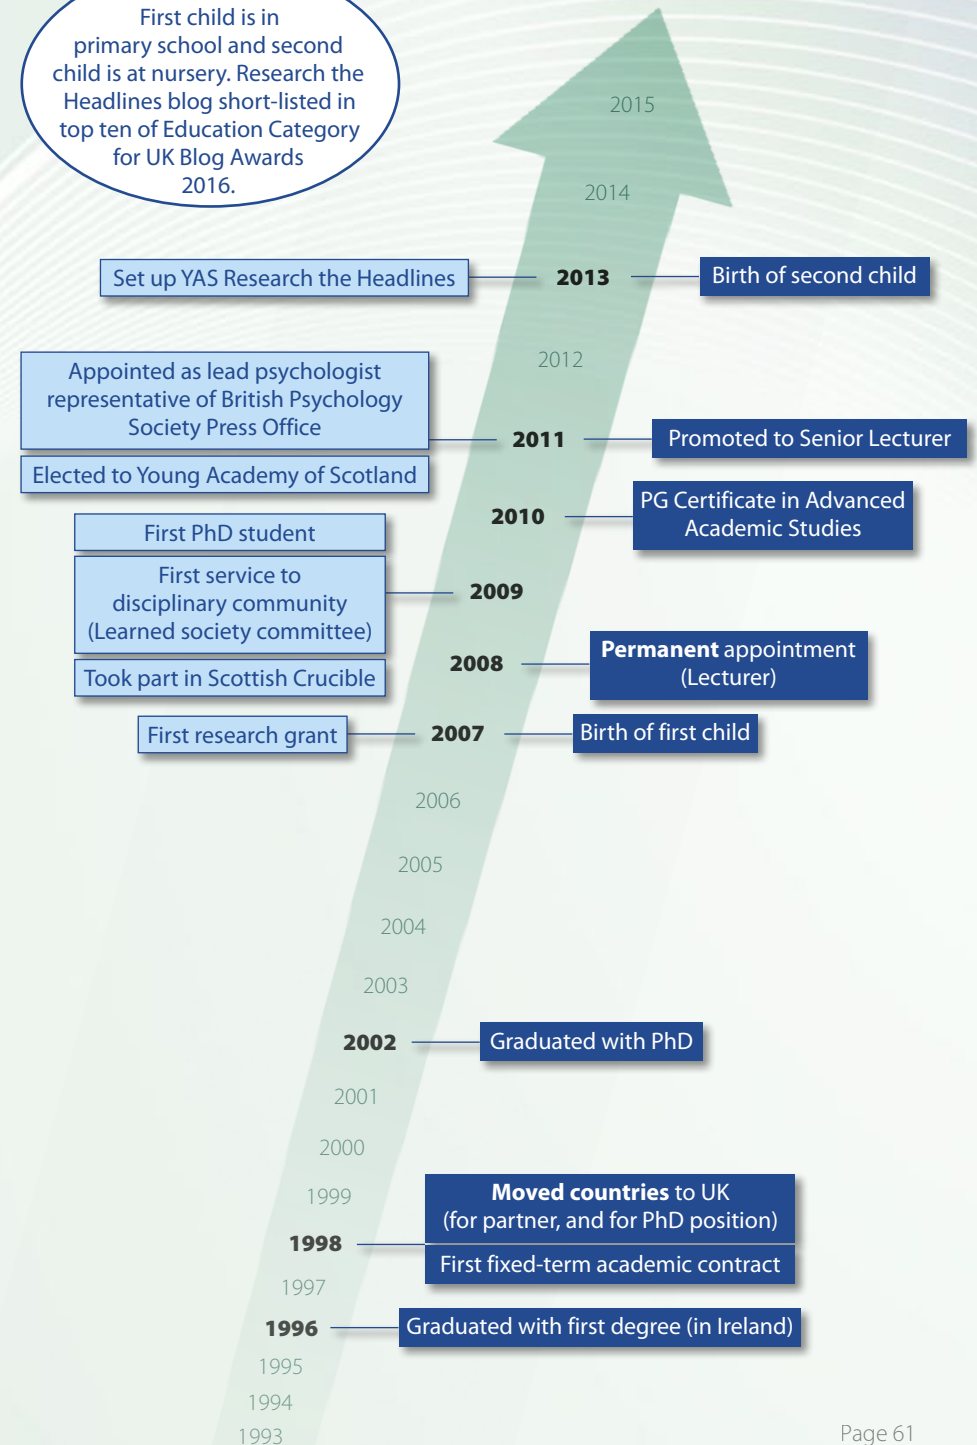 First child is in
primary school and second
child is at nursery. Research the
Headlines blog short-listed in
top ten of Education Category
for UK Blog Awards
2016.
2015
2014
Set up YAS Research the Headlines
2013
Birth of second child
2012
Appointed as lead psychologist
representative of British Psychology
Society Press Office
2011
Promoted to Senior Lecturer
Elected to Young Academy of Scotland
2010
PG Certificate in Advanced
Academic Studies
First PhD student
First service to
disciplinary community
(Learned society committee)
2009
Took part in Scottish Crucible
2008
Permanent appointment
(Lecturer)
First research grant
2007
Birth of first child
2006
2005
2004
2003
2002
Graduated with PhD
2001
2000
1999
Moved countries to UK
(for partner, and for PhD position)
1998
First fixed-term academic contract
1997
1996
Graduated with first degree (in Ireland)
1995
1994
1993
Page 61